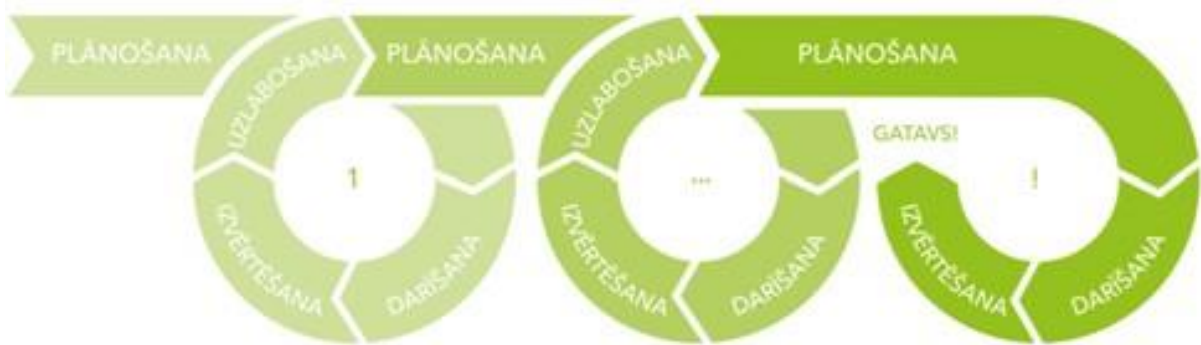 PLĀNOŠANA
UZLABOŠANA
PLĀNOŠANA
UZLABOŠANA
PLĀNOŠANA
GATAVS!
1
...
!
IZVĒRTĒŠANA
DARĪŠANA
IZVĒRTĒŠANA
DARĪŠANA
IZVĒRTĒŠANA
DARĪŠANA